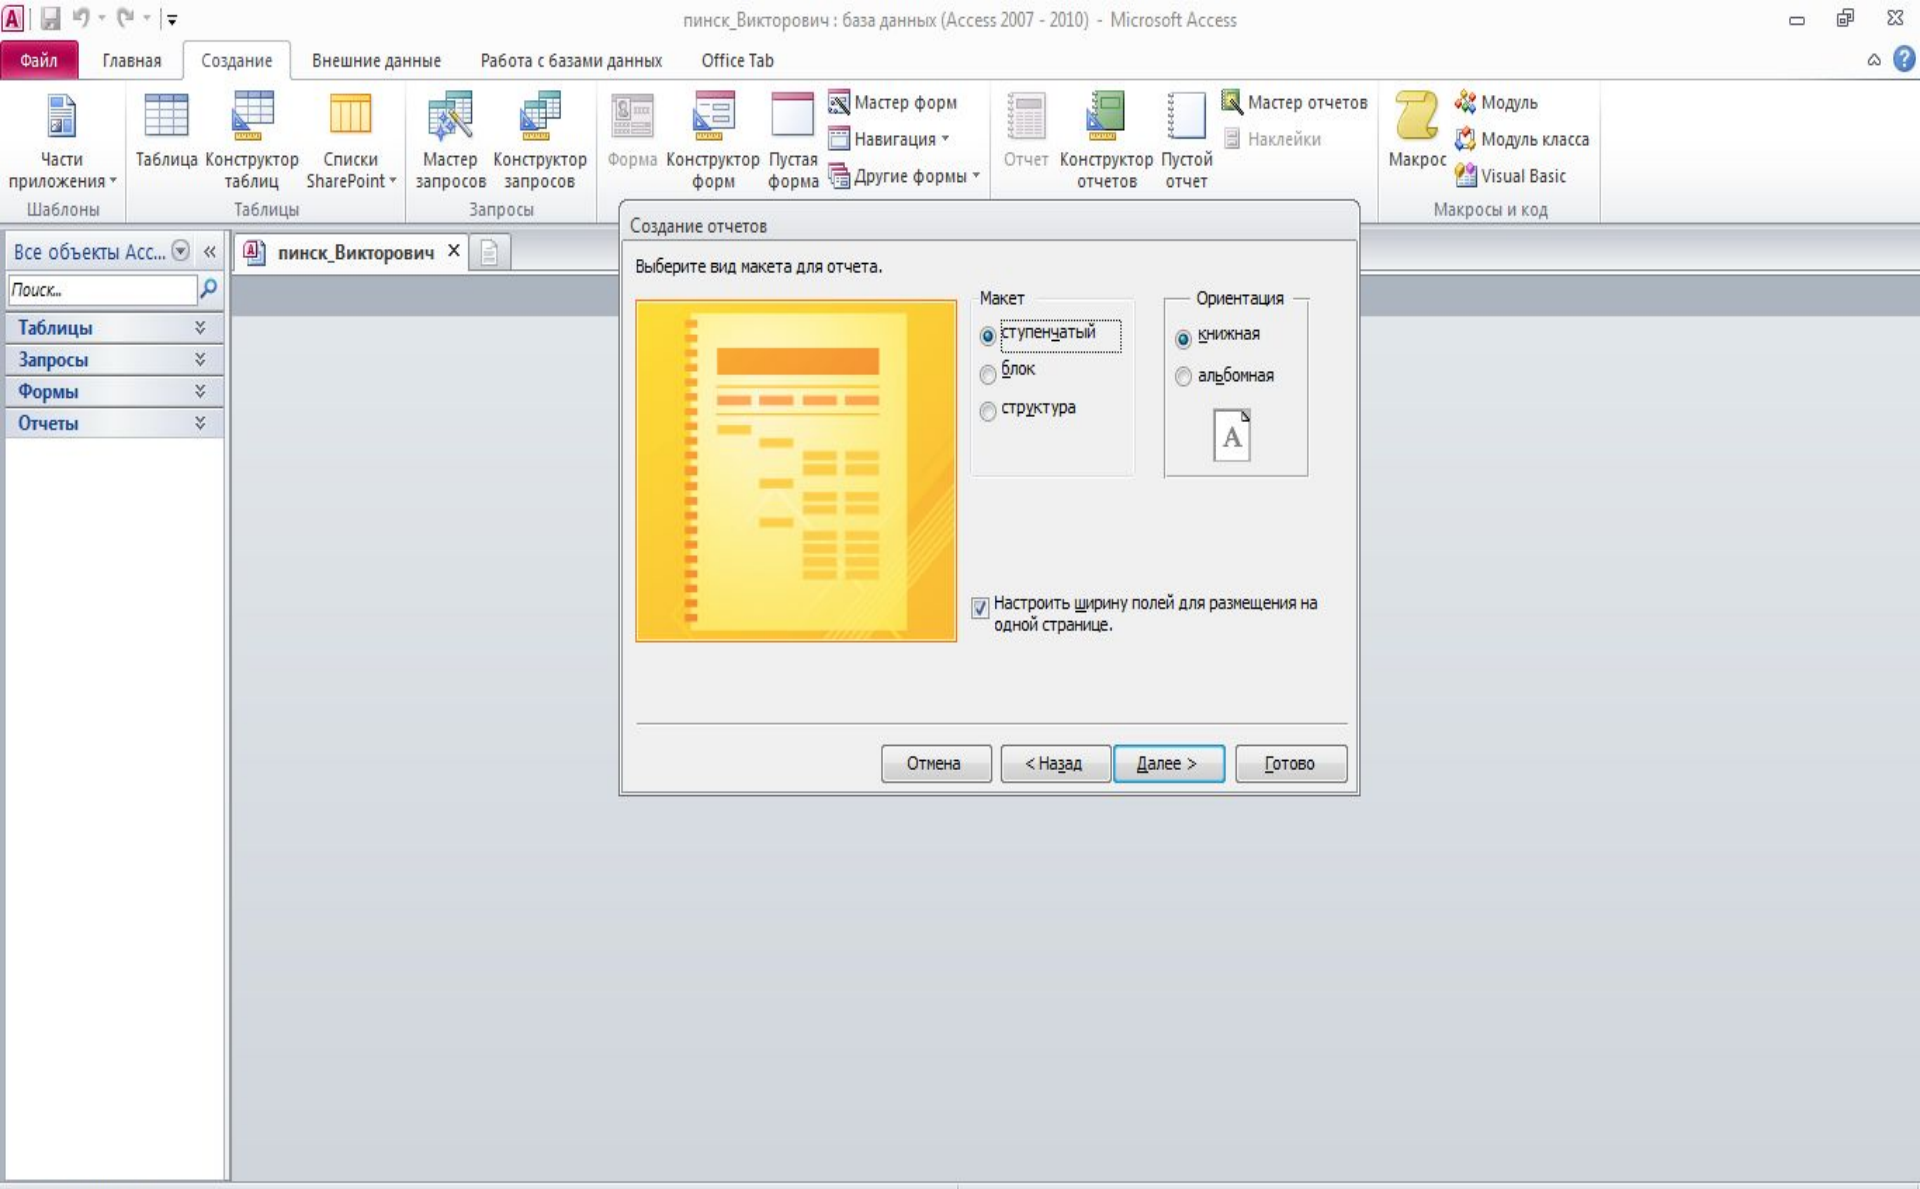 пинск_Викторович : база данных (Access 2007 - 2010) - Microsoft Access
Файл Главная Создание Внешние данные Работа с базами данных Office Tab
Части приложения
Шаблоны
Таблица
Конструктор таблиц
Списки SharePoint
Таблицы
Мастер запросов
Конструктор запросов
Запросы
Форма
Конструктор форм
Пустая форма
Мастер форм
Навигация
Другие формы
Отчет
Конструктор отчетов
Пустой отчет
Мастер отчетов
Наклейки
Макрос
Модуль
Модуль класса
Visual Basic
Макросы и код
Все объекты Acc...
Поиск...
Таблицы
Запросы
Формы
Отчеты
пинск_Викторович
Создание отчетов
Выберите вид макета для отчета.
Макет
ступенчатый
блок
структура
Ориентация
книжная
альбомная
A
Настроить ширину полей для размещения на
одной странице.
Отмена < Назад Далее > Готово